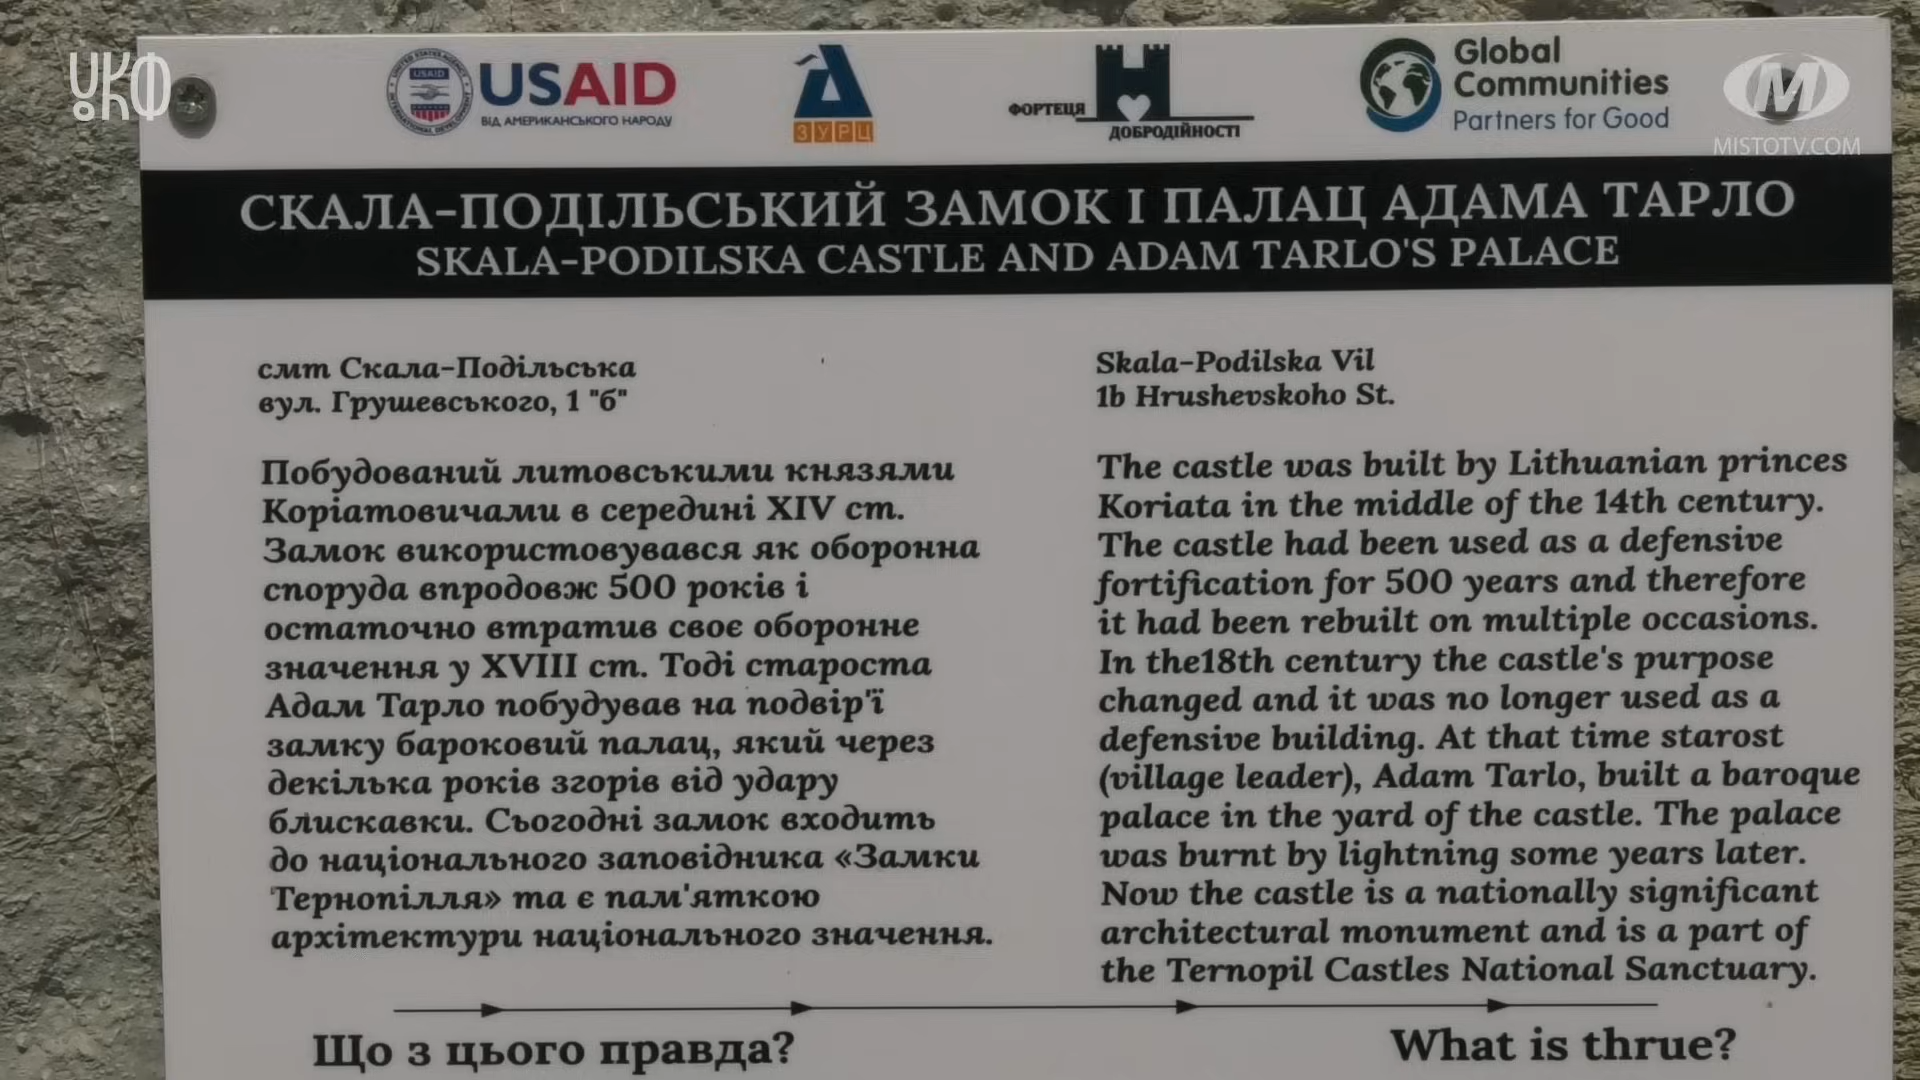 УКФ
USAID
ВІД АМЕРИКАНСЬКОГО НАРОДУ
ЗУРЦ
ФОРТЕЦЯ
ДОБРОДІЙНОСТІ
Global
Communities
Partners for Good
M
MISTOTV.COM
СКАЛА-ПОДІЛЬСЬКИЙ ЗАМОК І ПАЛАЦ АДАМА ТАРЛО
SKALA-PODILSKA CASTLE AND ADAM TARLO'S PALACE
смт Скала-Подільська
вул. Грушевського, 1 "б"
Побудований литовськими князями
Коріатовичами в середині XIV ст.
Замок використовувався як оборонна
споруда впродовж 500 років і
остаточно втратив своє оборонне
значення у XVIII ст. Тоді староста
Адам Тарло побудував на подвір'ї
замку бароковий палац, який через
декілька років згорів від удару
блискавки. Сьогодні замок входить
до національного заповідника «Замки
Тернопілля» та є пам'яткою
архітектури національного значення.
Skala-Podilska Vil
1b Hrushevskoho St.
The castle was built by Lithuanian princes
Koriata in the middle of the 14th century.
The castle had been used as a defensive
fortification for 500 years and therefore
it had been rebuilt on multiple occasions.
In the18th century the castle's purpose
changed and it was no longer used as a
defensive building. At that time starost
(village leader), Adam Tarlo, built a baroque
palace in the yard of the castle. The palace
was burnt by lightning some years later.
Now the castle is a nationally significant
architectural monument and is a part of
the Ternopil Castles National Sanctuary.
Що з цього правда?
What is thrue?